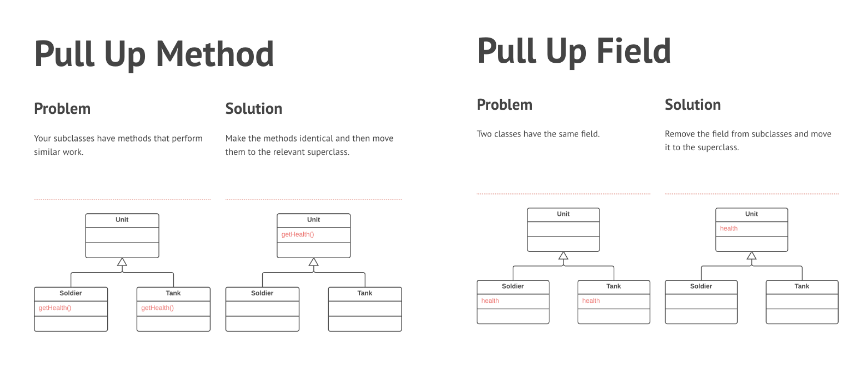 Pull Up Method
Problem
Your subclasses have methods that perform
similar work.
Solution
Make the methods identical and then move
them to the relevant superclass.
Unit
Soldier
getHealth()
Tank
getHealth()
Unit
getHealth()
Soldier
Tank
Pull Up Field
Problem
Two classes have the same field.
Solution
Remove the field from subclasses and move
it to the superclass.
Unit
Soldier
health
Tank
health
Unit
health
Soldier
Tank